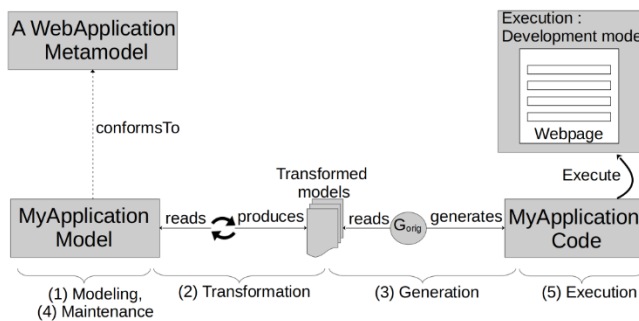 A WebApplication
Metamodel
Execution :
Development mode
Webpage
conformsTo
Execute
Transformed
models
MyApplication
Model
reads
produces
reads
Gorig
generates
MyApplication
Code
(1) Modeling,
(4) Maintenance
(2) Transformation
(3) Generation
(5) Execution